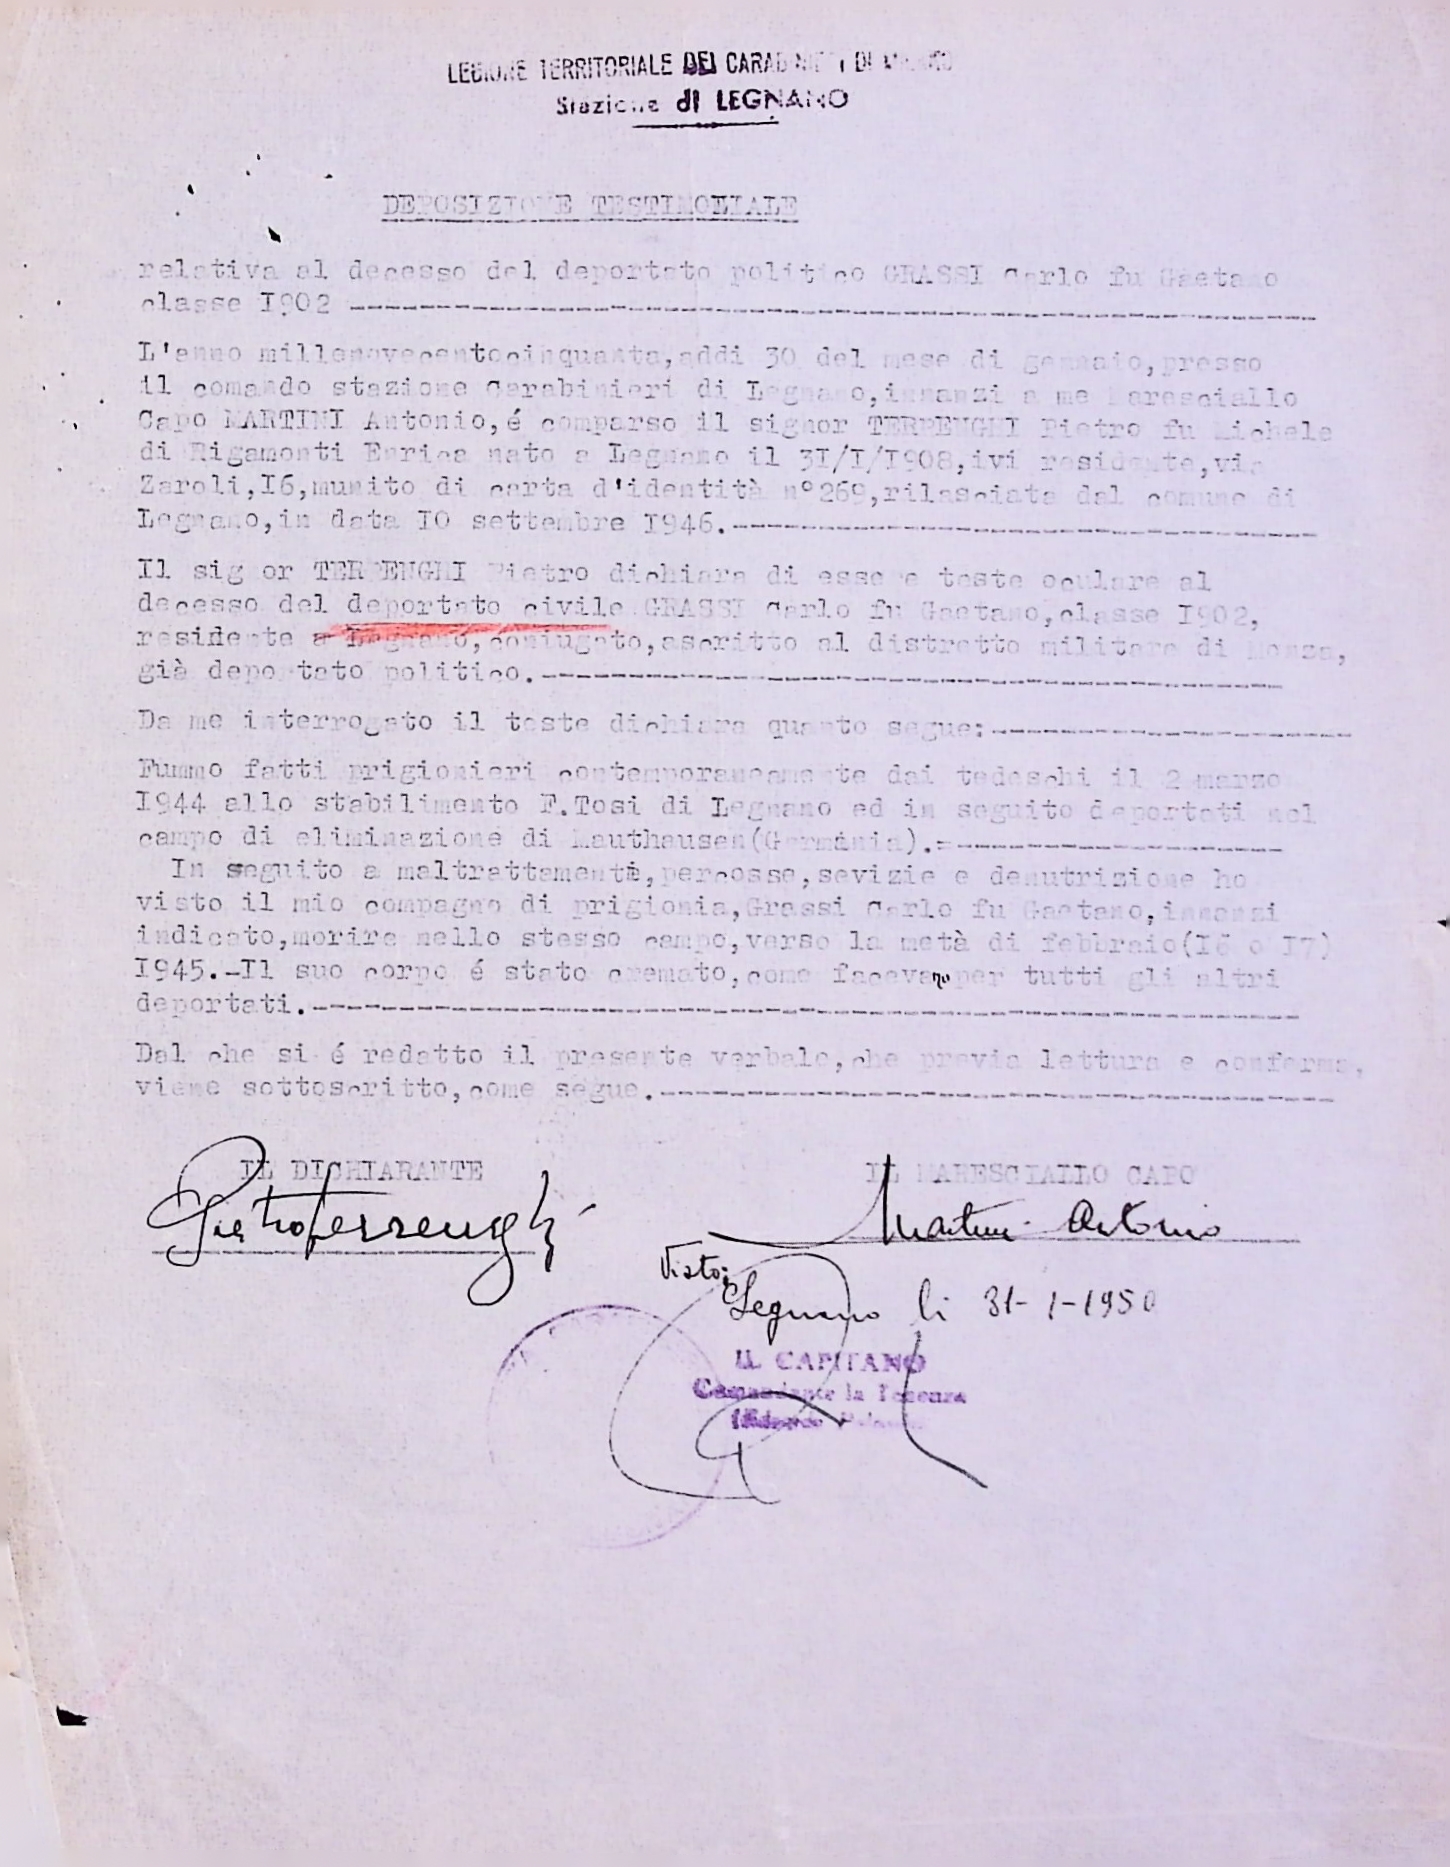 LEGIONE TERRITORIALE DEI CARABINIERI DI MILANO
Stazione di LEGNANO
DEPOSIZIONE TESTIMONIALE
relativa al decesso del deportato politico GRASSI Carlo fu Gaetano
classe I902 ------------------------------------------------------
L'anno millenovecentocinquanta,addi 30 del mese di gennaio,presso
il comando stazione Carabinieri di Legnano,innanzi a me Maresciallo
Capo MARTINI Antonio,é comparso il signor TERRENGHI Pietro fu Michele
di Rigamonti Enrica nato a Legnano il 3I/I/I908,ivi residente,via
Zaroli,I6,munito di carta d'identità n°269,rilasciata dal comune di
Legnano,in data I0 settembre I946.---------------------------------
Il sig or TERRENGHI Pietro dichiara di essere teste oculare al
decesso del deportato civile GRASSI Carlo fu Gaetano,classe I902,
residente a Legnano,coniugato,ascritto al distretto militare di Monza,
già deportato politico.------------------------------------------
Da me interrogato il teste dichiara quanto segue:--------------------
Fummo fatti prigionieri contemporaneamente dai tedeschi il 2 marzo
I944 allo stabilimento F.Tosi di Legnano ed in seguito deportati nel
campo di eliminazione di Mauthausen(Germania).=-------------------
In seguito a maltrattamenti,percosse,sevizie e denutrizione ho
visto il mio compagno di prigionia,Grassi Carlo fu Gaetano,innanzi
indicato,morire nello stesso campo,verso la metà di febbraio(I6 o I7)
I945.-Il suo corpo é stato cremato,come facevano per tutti gli altri
deportati.--------------------------------------------------------
Dal che si é redatto il presente verbale,che previa lettura e conferma,
viene sottoscritto,come segue.---------------------------------------
IL DICHIARANTE
IL MARESCIALLO CAPO
Pietro Terrenghi
Martini Antonio
Visto:
Legnano li 31-1-1950
IL CAPITANO
Comandante la Tenenza